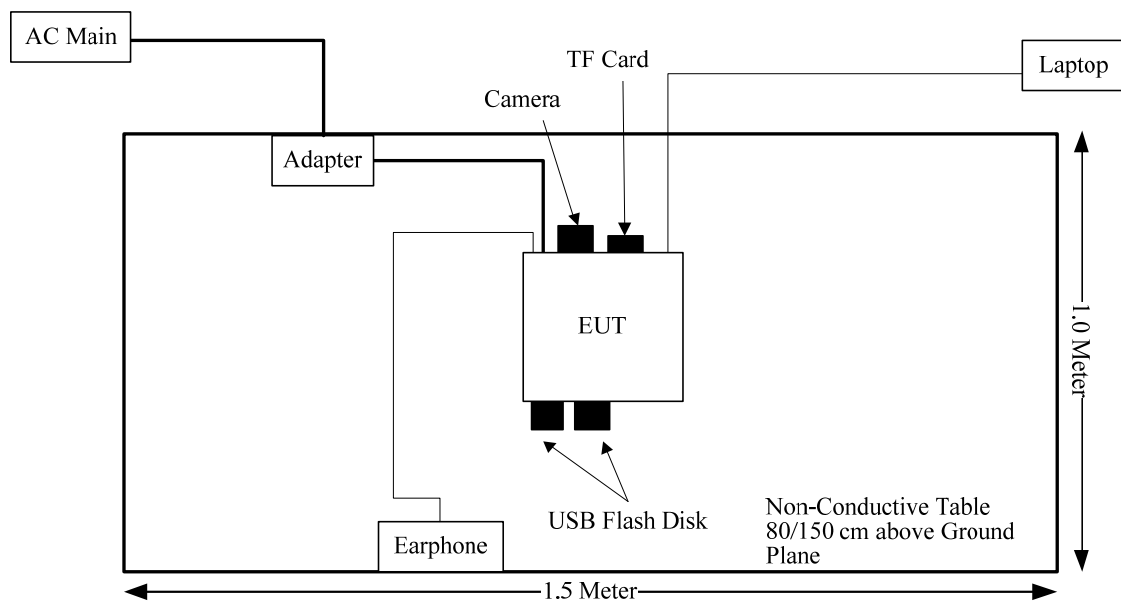 AC Main
TF Card
Laptop
Camera
Adapter
EUT
1.0 Meter
USB Flash Disk
Non-Conductive Table
80/150 cm above Ground
Plane
Earphone
1.5 Meter